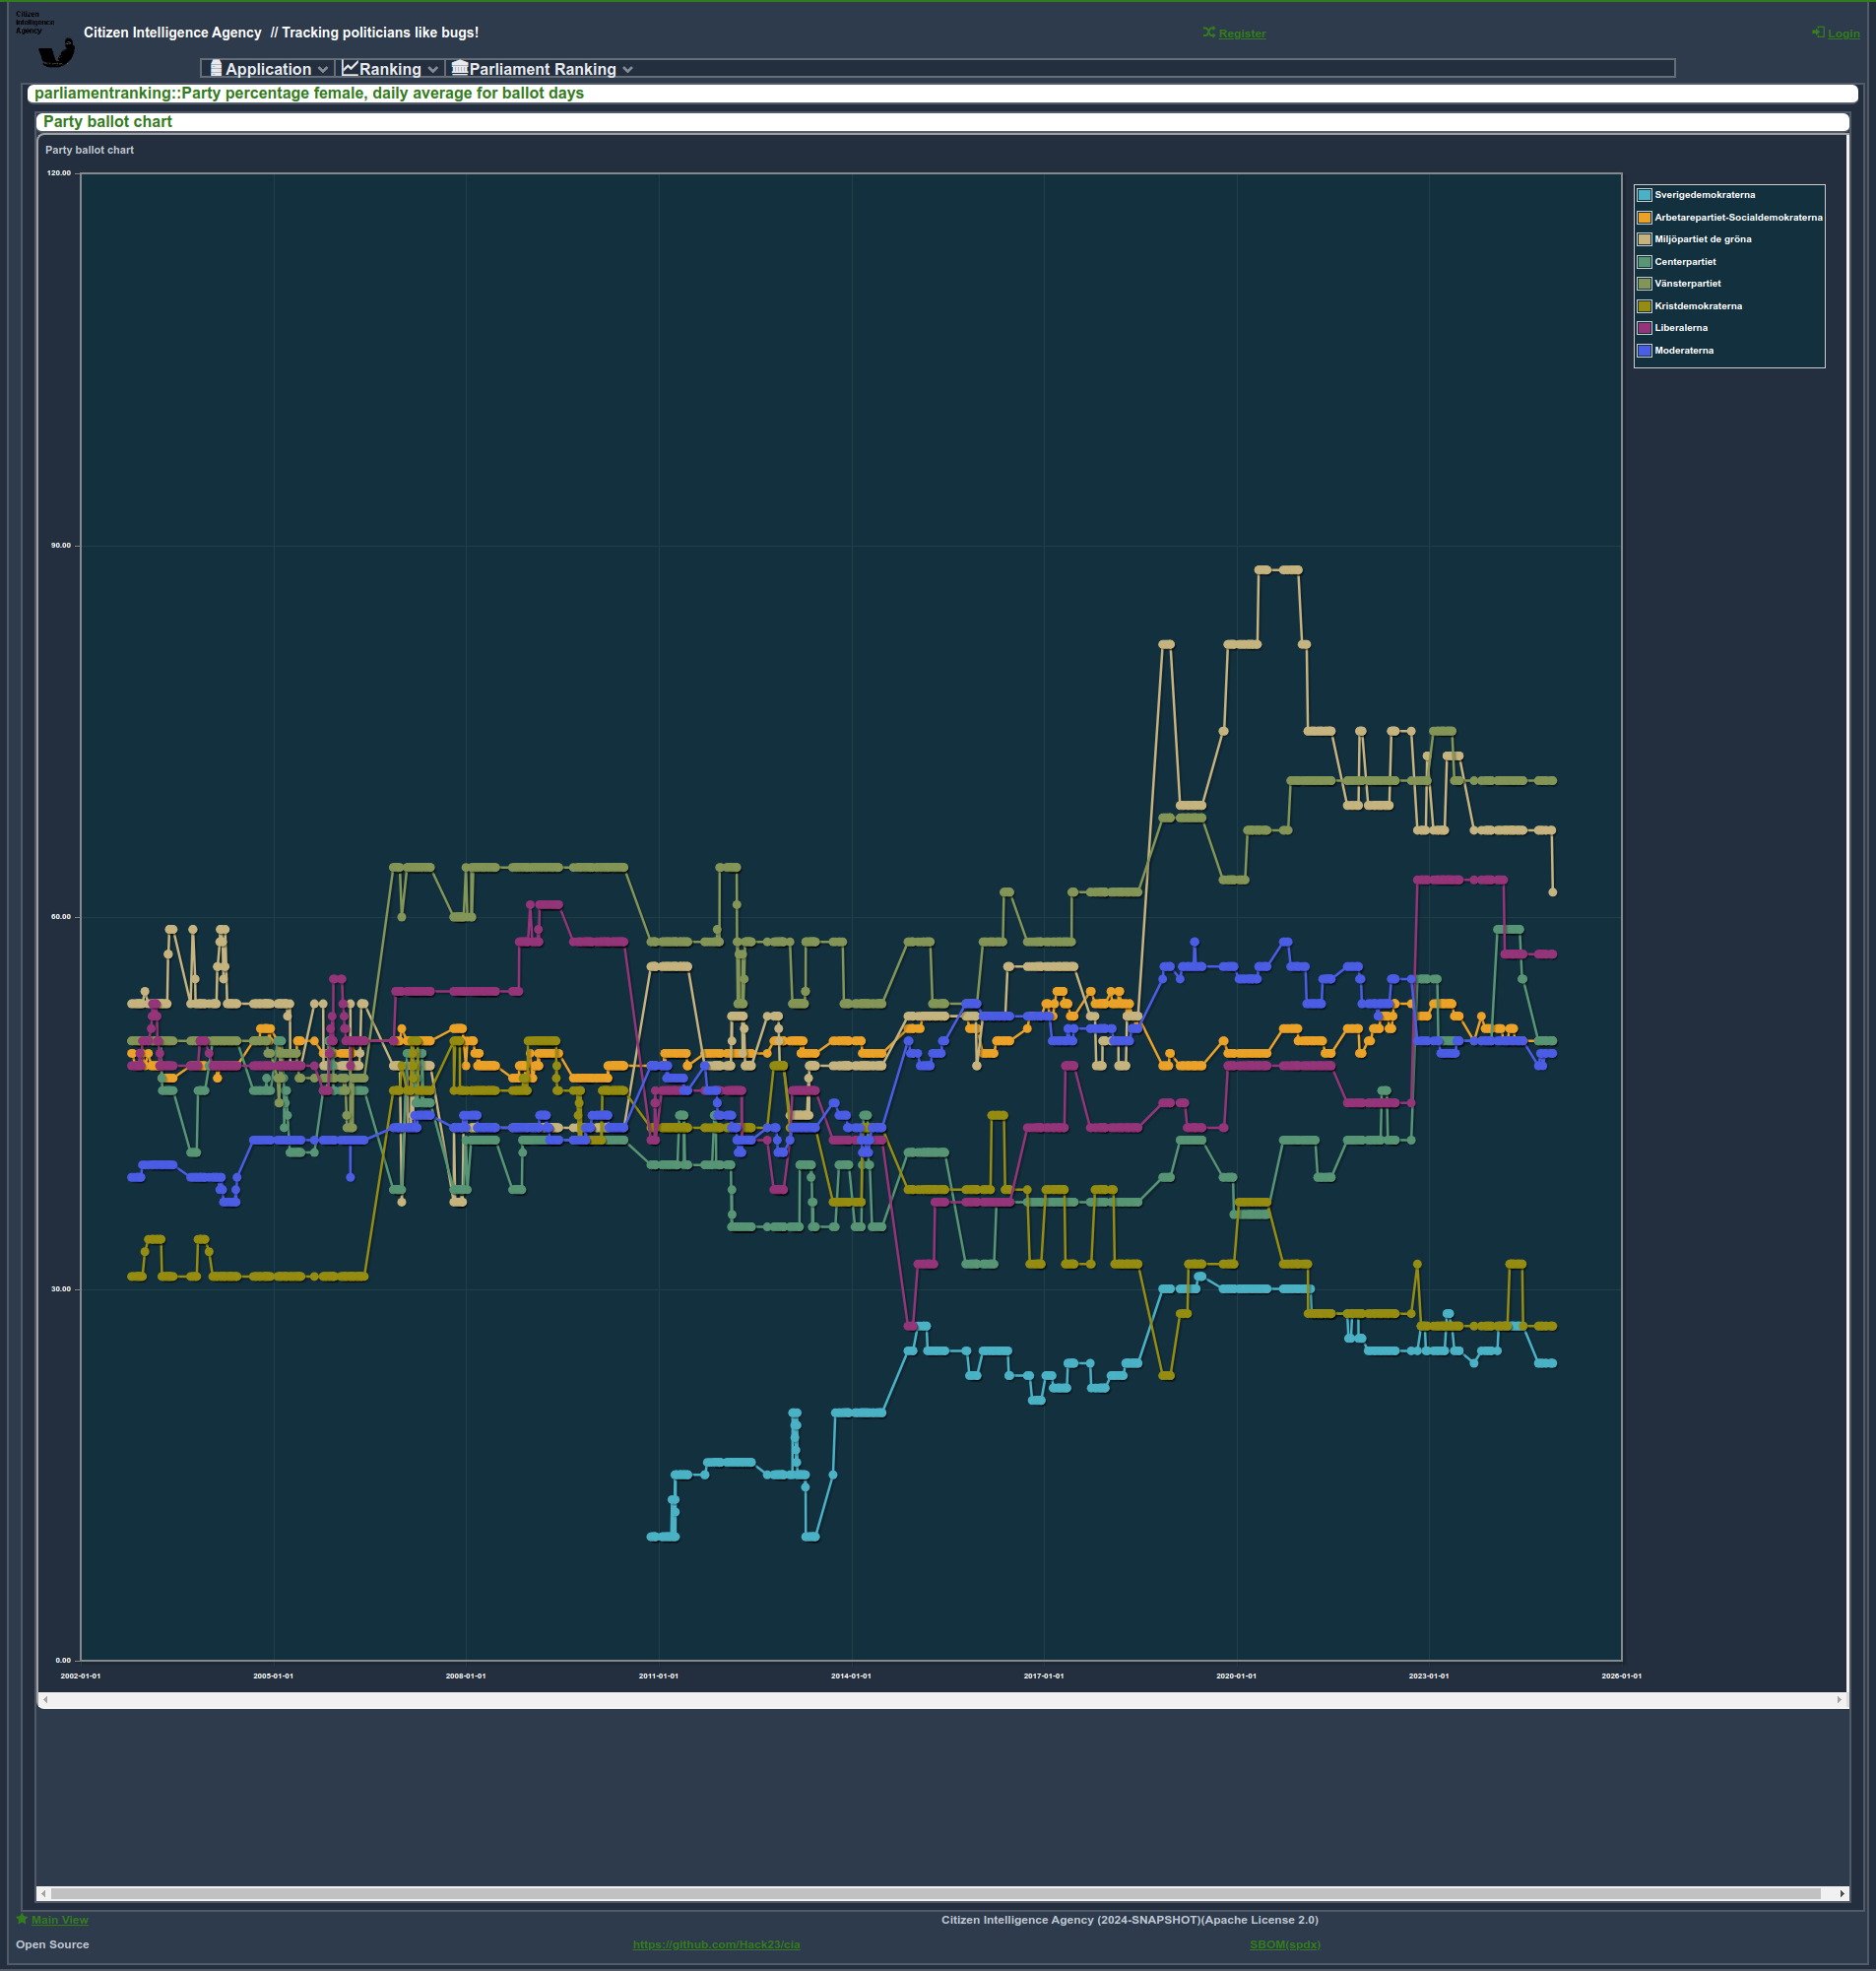 Citizen
Intelligence
Agency
Citizen Intelligence Agency // Tracking politicians like bugs!
Register
Login
Application
Ranking
Parliament Ranking
parliamentranking::Party percentage female, daily average for ballot days
Party ballot chart
Party ballot chart
120.00
90.00
60.00
30.00
0.00
2002-01-01
2005-01-01
2008-01-01
2011-01-01
2014-01-01
2017-01-01
2020-01-01
2023-01-01
2026-01-01
Sverigedemokraterna
Arbetarepartiet-Socialdemokraterna
Miljöpartiet de gröna
Centerpartiet
Vänsterpartiet
Kristdemokraterna
Liberalerna
Moderaterna
Main View
Citizen Intelligence Agency (2024-SNAPSHOT)(Apache License 2.0)
Open Source
https://github.com/Hack23/cia
SBOM(spdx)